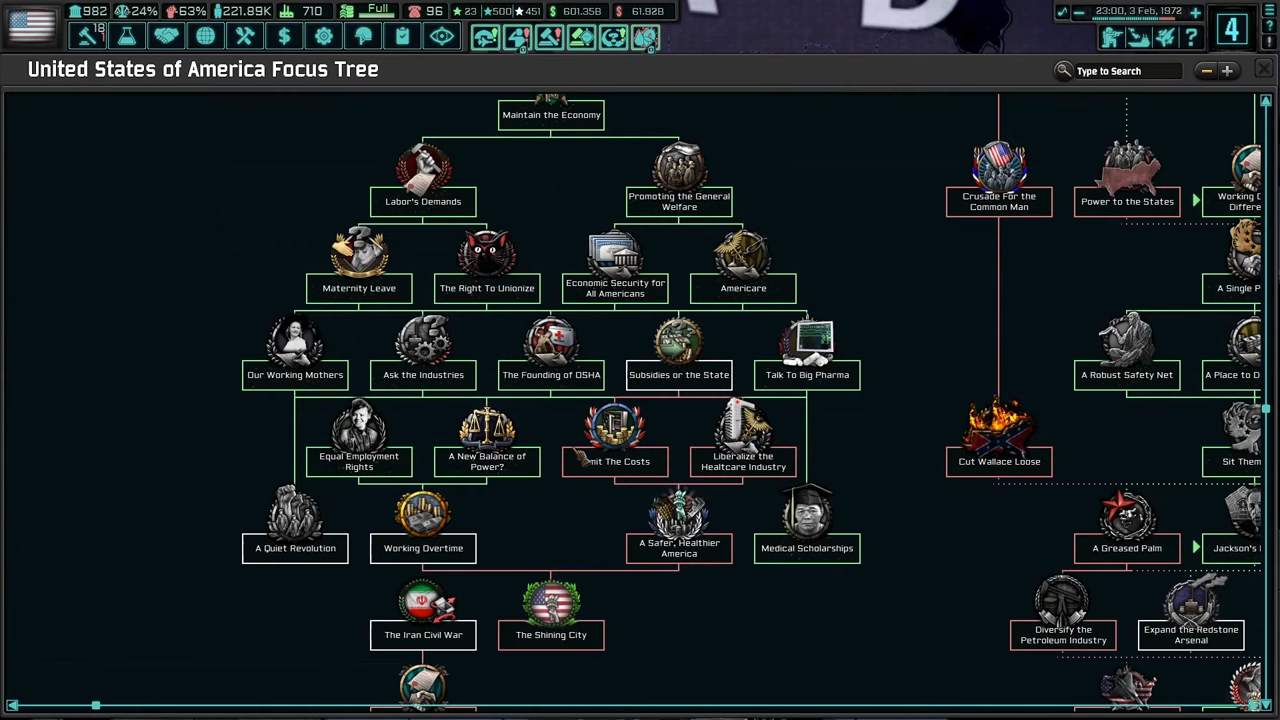 982 24% 63% 221.89K 710 Full 96 23 500 451 $ 601.35B $ 61.92B
23:00, 3 Feb, 1972
4
18
United States of America Focus Tree
Type to Search
Maintain the Economy
Labor's Demands
Promoting the General
Welfare
Crusade For the
Common Man
Power to the States
Maternity Leave
The Right To Unionize
Economic Security for
All Americans
Americare
Our Working Mothers
Ask the Industries
The Founding of OSHA
Subsidies or the State
Talk To Big Pharma
A Robust Safety Net
Equal Employment
Rights
A New Balance of
Power?
mit The Costs
Liberalize the
Healtcare Industry
Cut Wallace Loose
Sit Them
A Quiet Revolution
Working Overtime
A Safer, Healthier
America
Medical Scholarships
A Greased Palm
Jackson's
The Iran Civil War
The Shining City
Diversify the
Petroleum Industry
Expand the Redstone
Arsenal